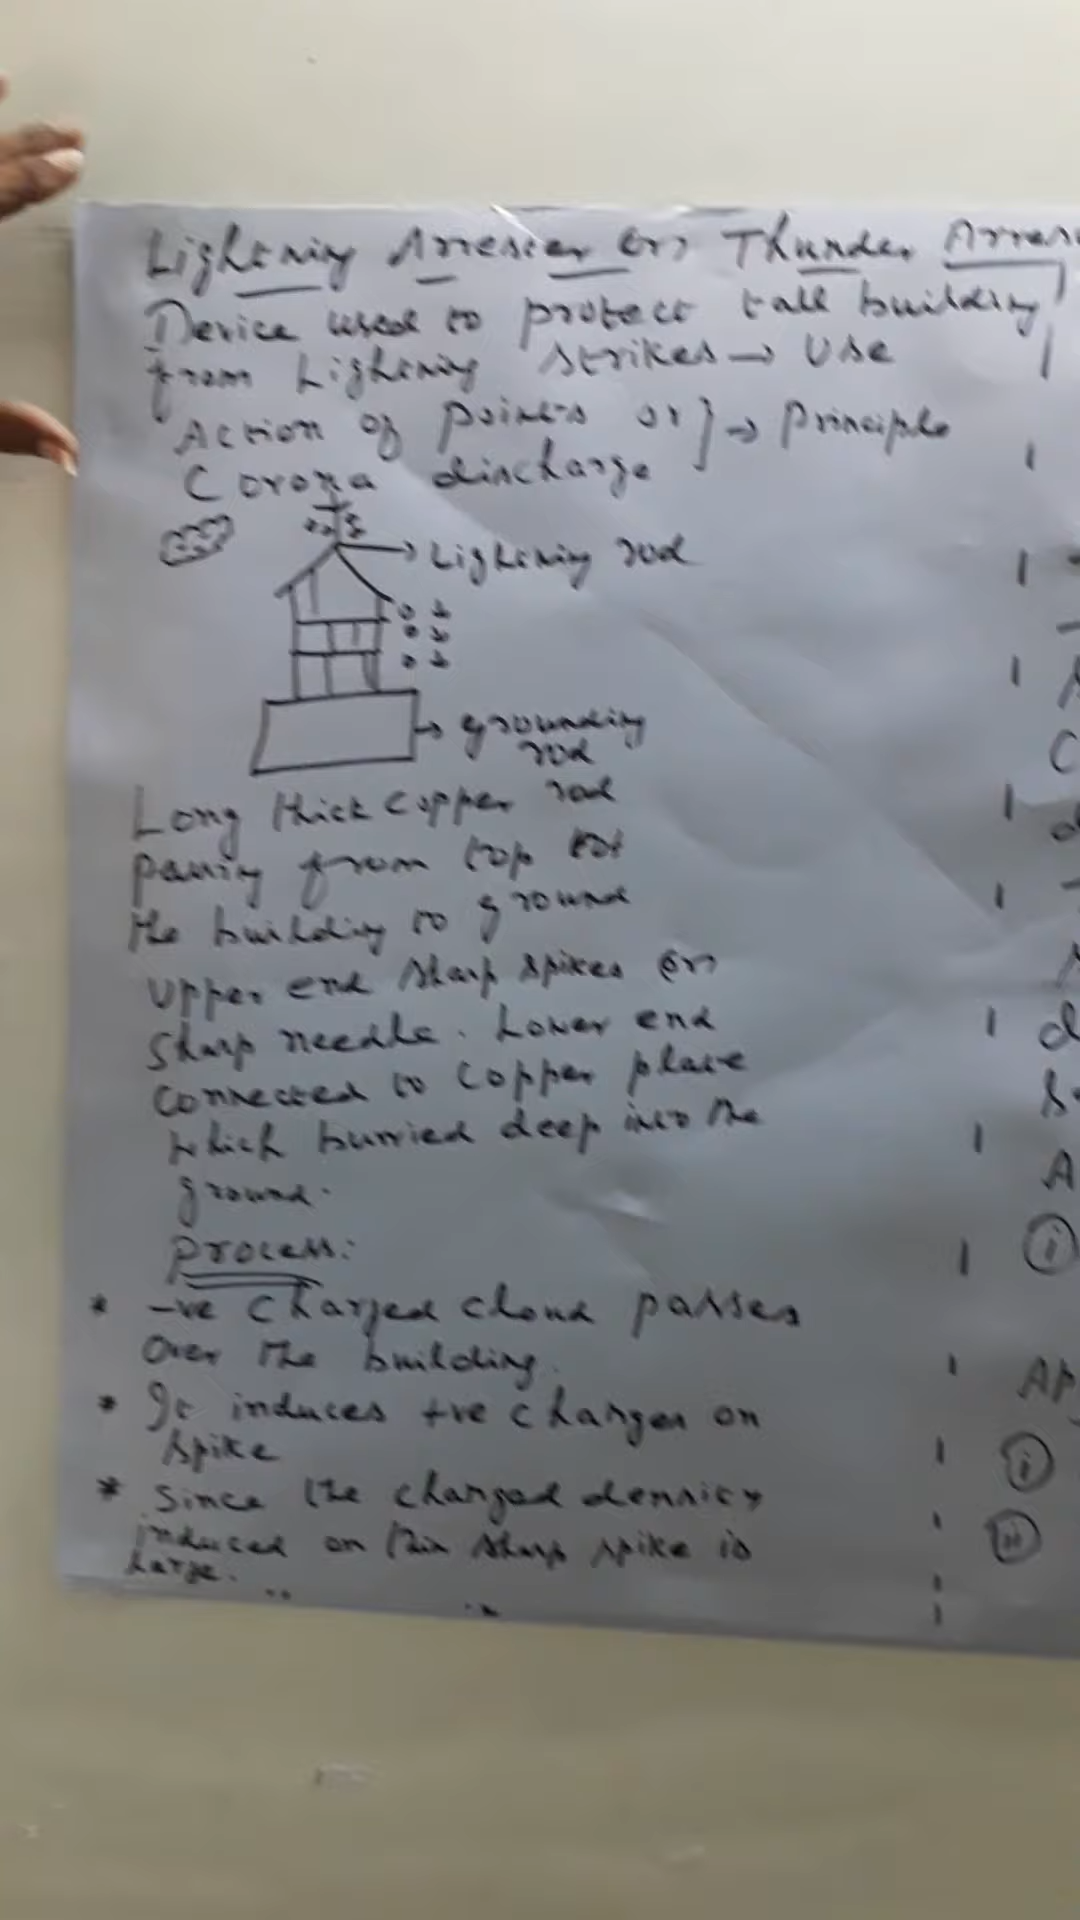 Lightning Arrester (or) Thunder Arres
Device used to protect tall building
from Lightning strikes → Use
Action of points or } → Principle
Corona discharge
→ Lightning rod
→ grounding
rod
Long thick copper rod
passing from top of
the building to ground
Upper end sharp spikes (or)
sharp needle. Lower end
connected to copper plate
which burried deep into the
ground.
Process:
* -ve charged cloud passes
Over the building.
* It induces +ve charges on
spike
* since the charged density
induced on thin sharp spike is
large.
A
(i)
Ap
(i)
(ii)